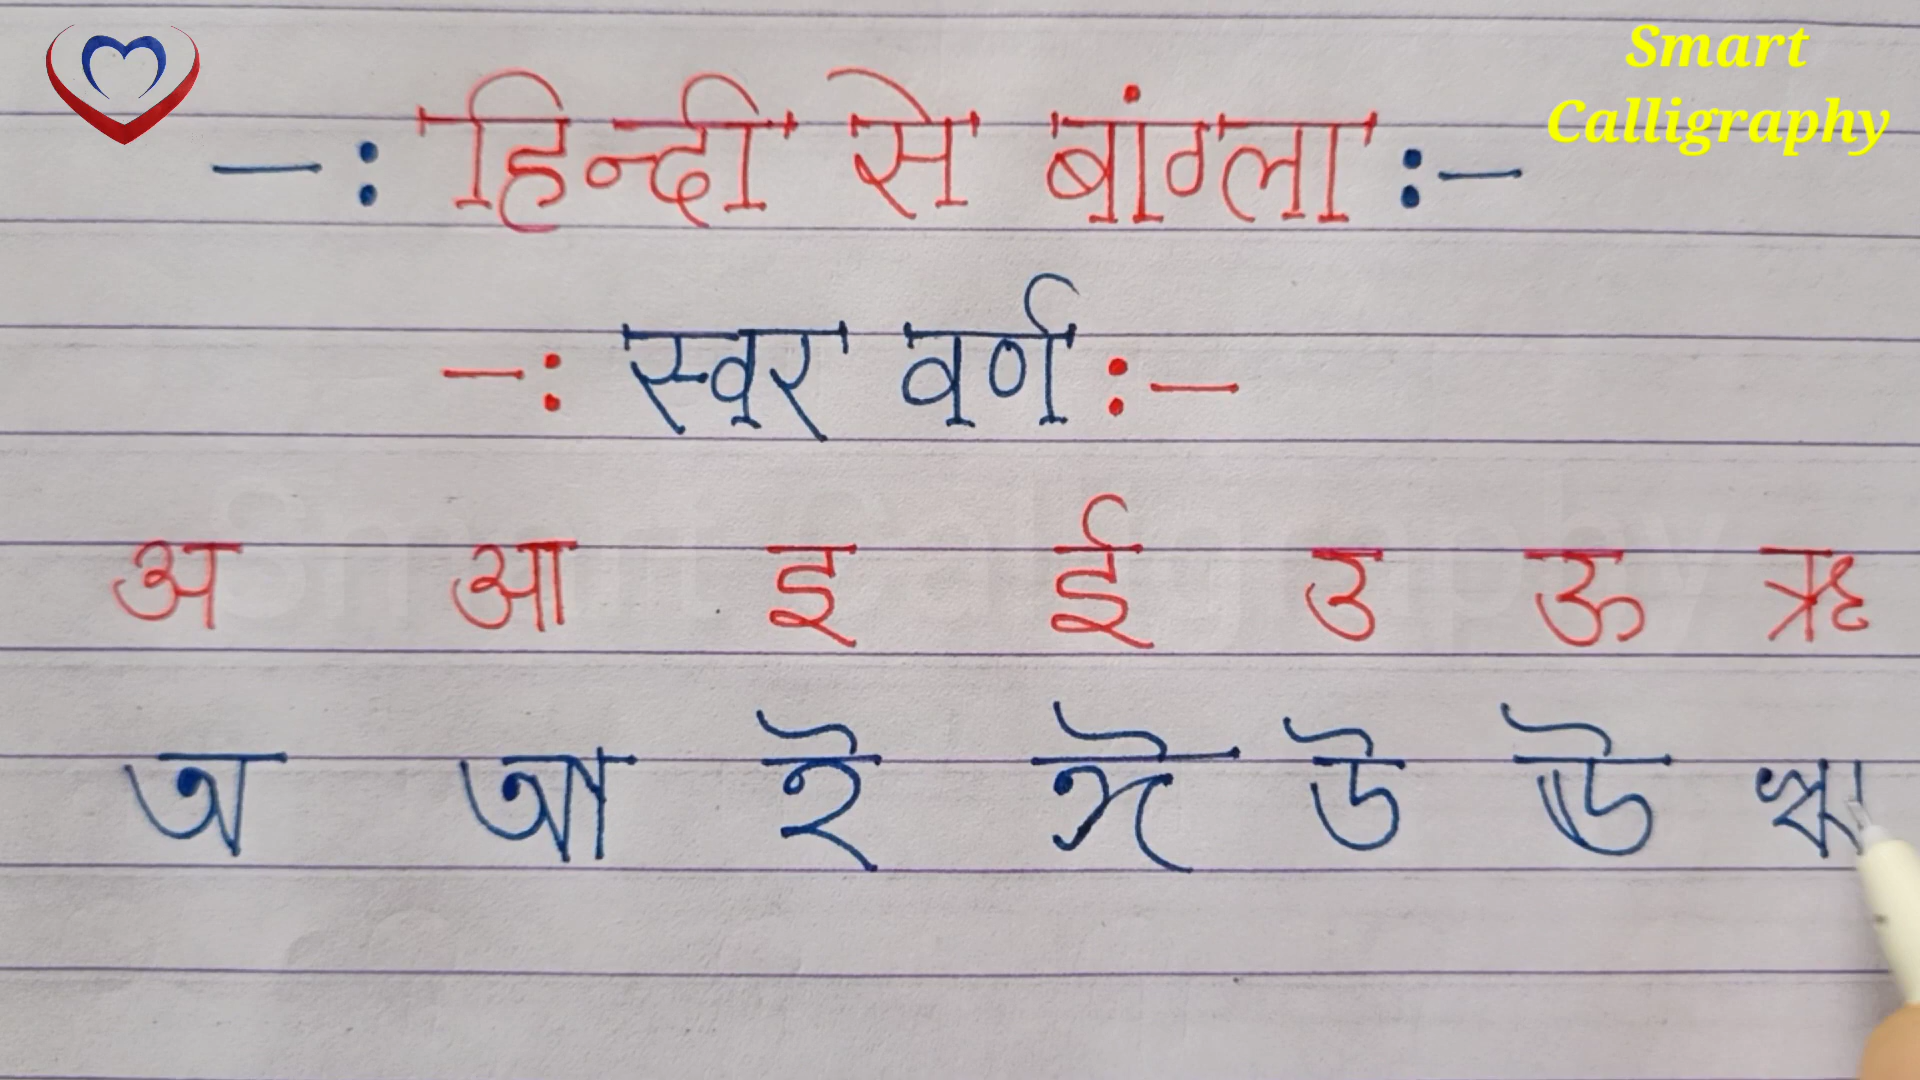 Smart
Calligraphy
-: हिन्दी से बांग्ला :-
-: स्वर वर्ण :-
अ आ इ ई उ ऊ ऋ
অ আ ই ঈ উ ঊ ঋ